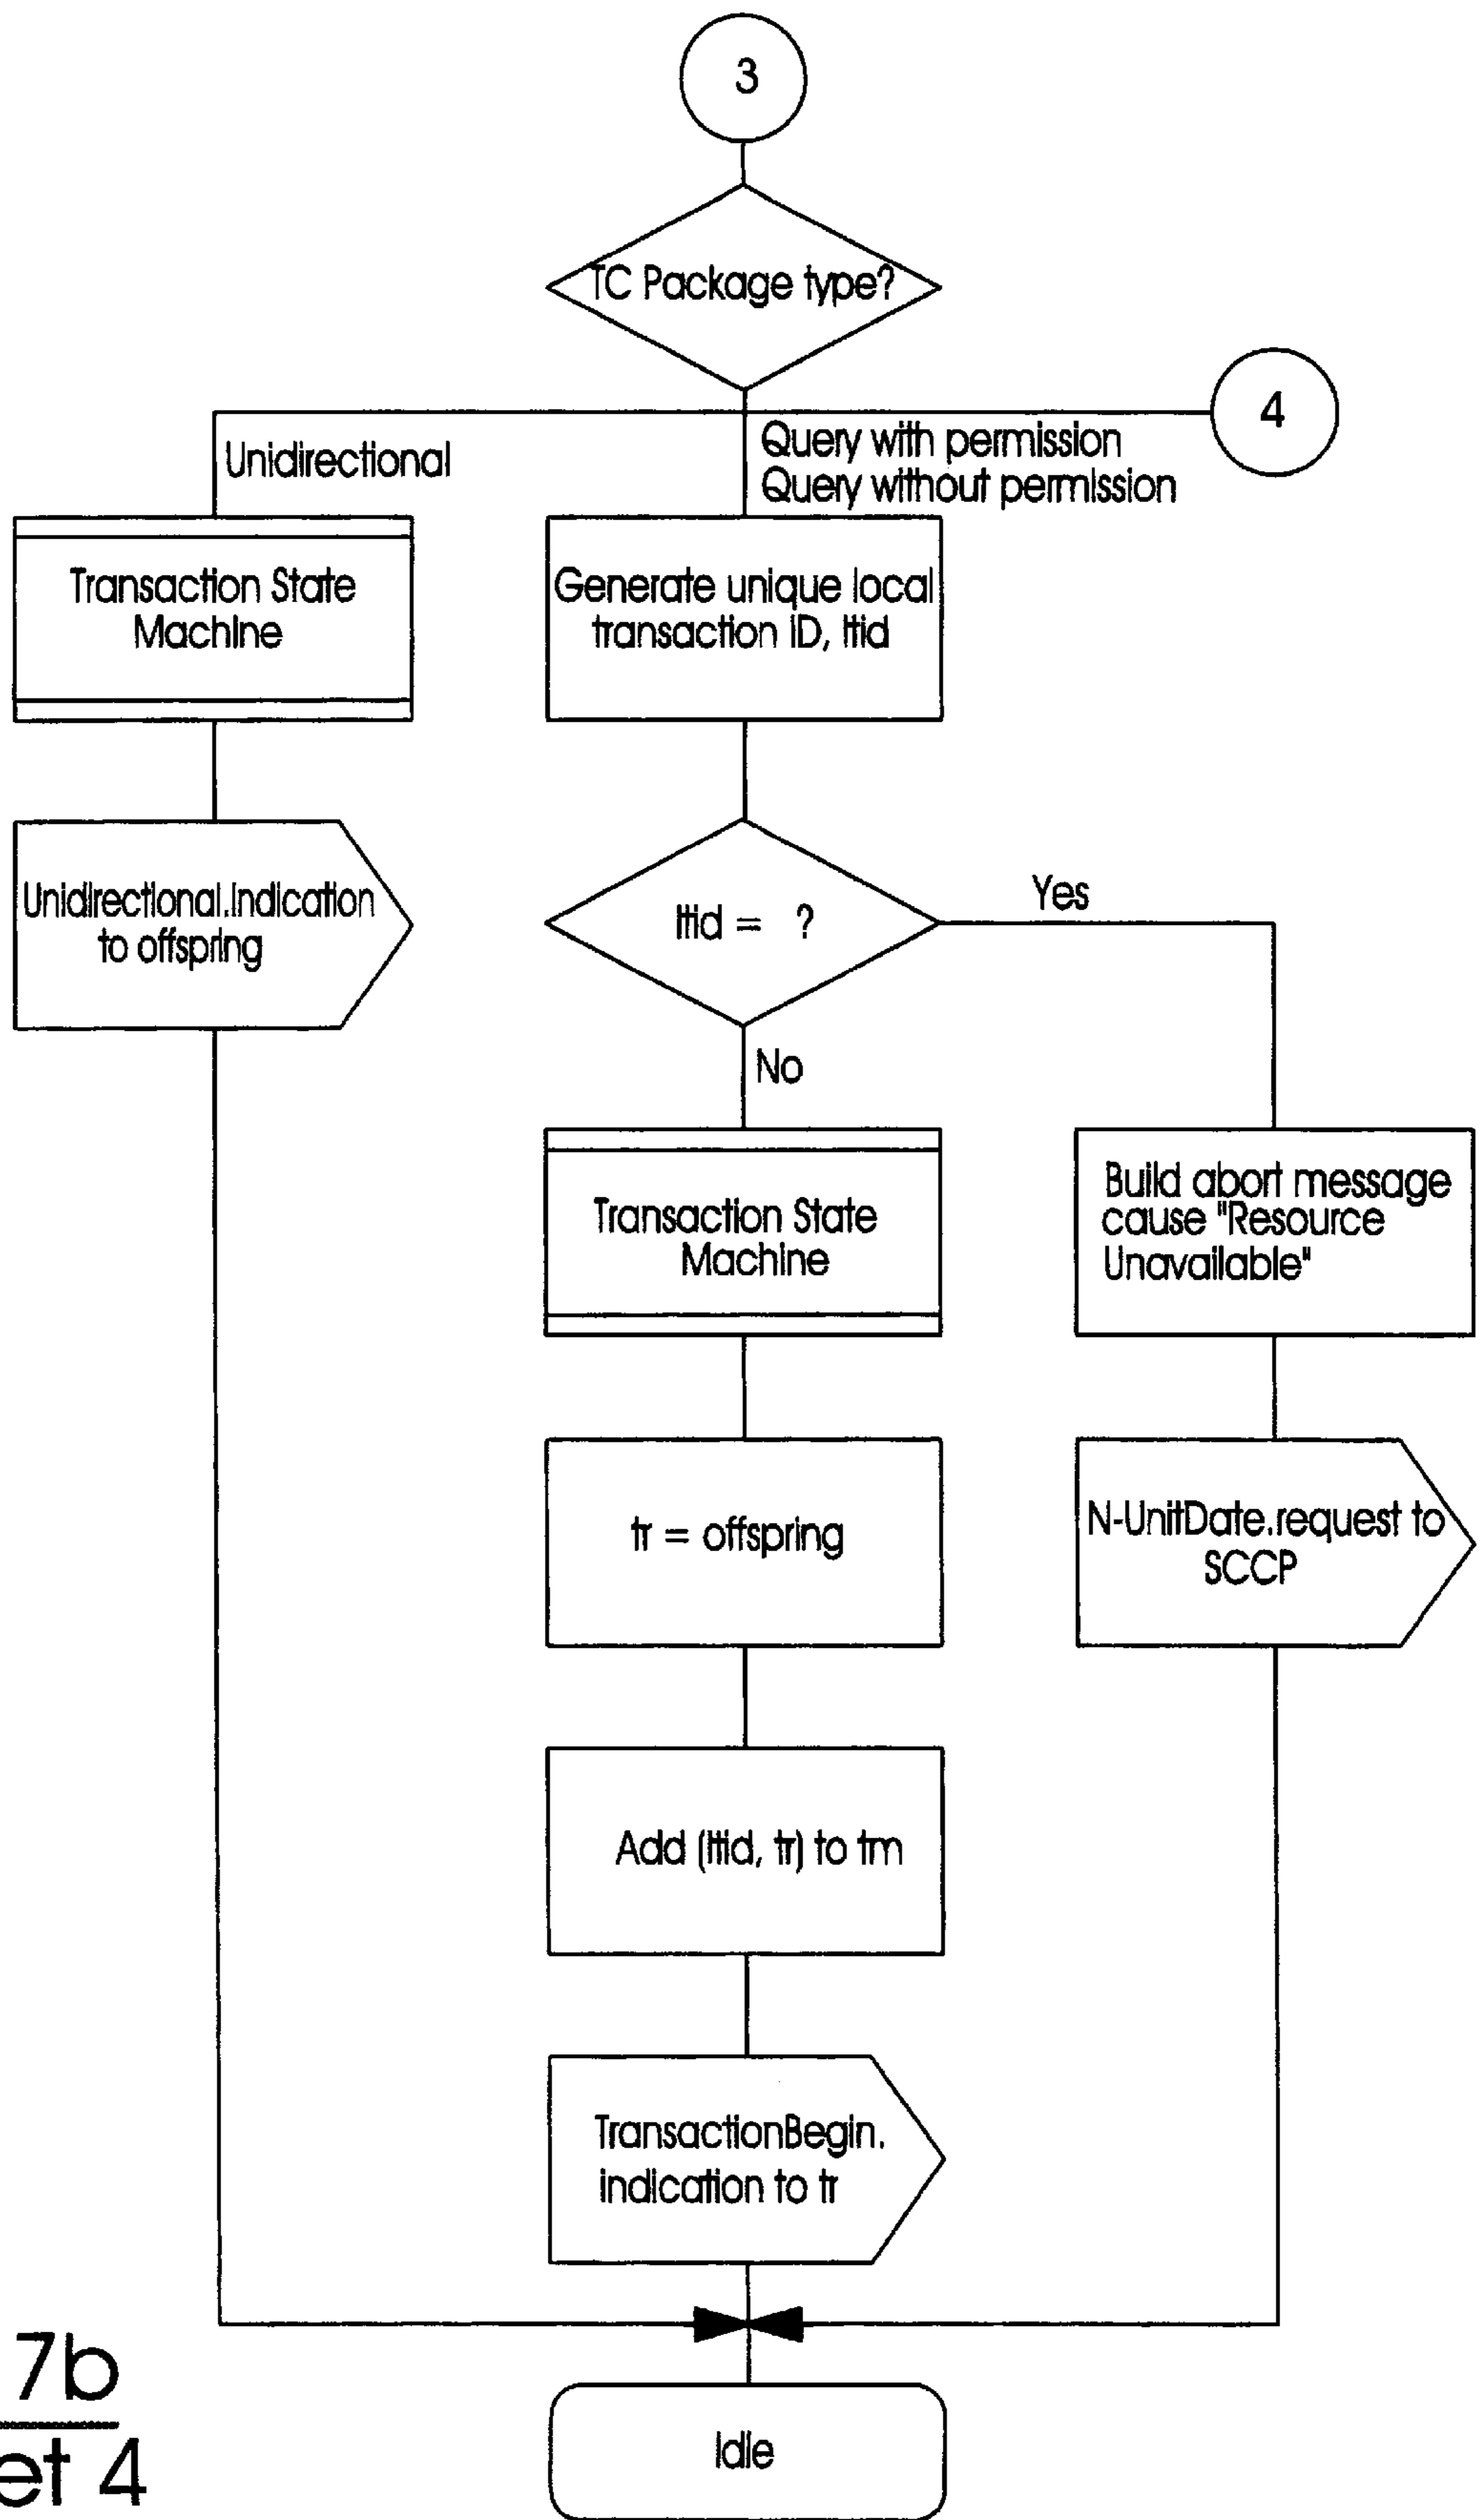 3
TC Package type?
4
Unidirectional
Query with permission
Query without permission
Transaction State
Machine
Generate unique local
transaction ID, ltid
Unidirectional.Indication
to offspring
ltid = ?
Yes
No
Transaction State
Machine
Build abort message
cause "Resource
Unavailable"
tr = offspring
N-UnitDate.request to
SCCP
Add (ltid, tr) to tm
TransactionBegin.
indication to tr
7b
et 4
Idle